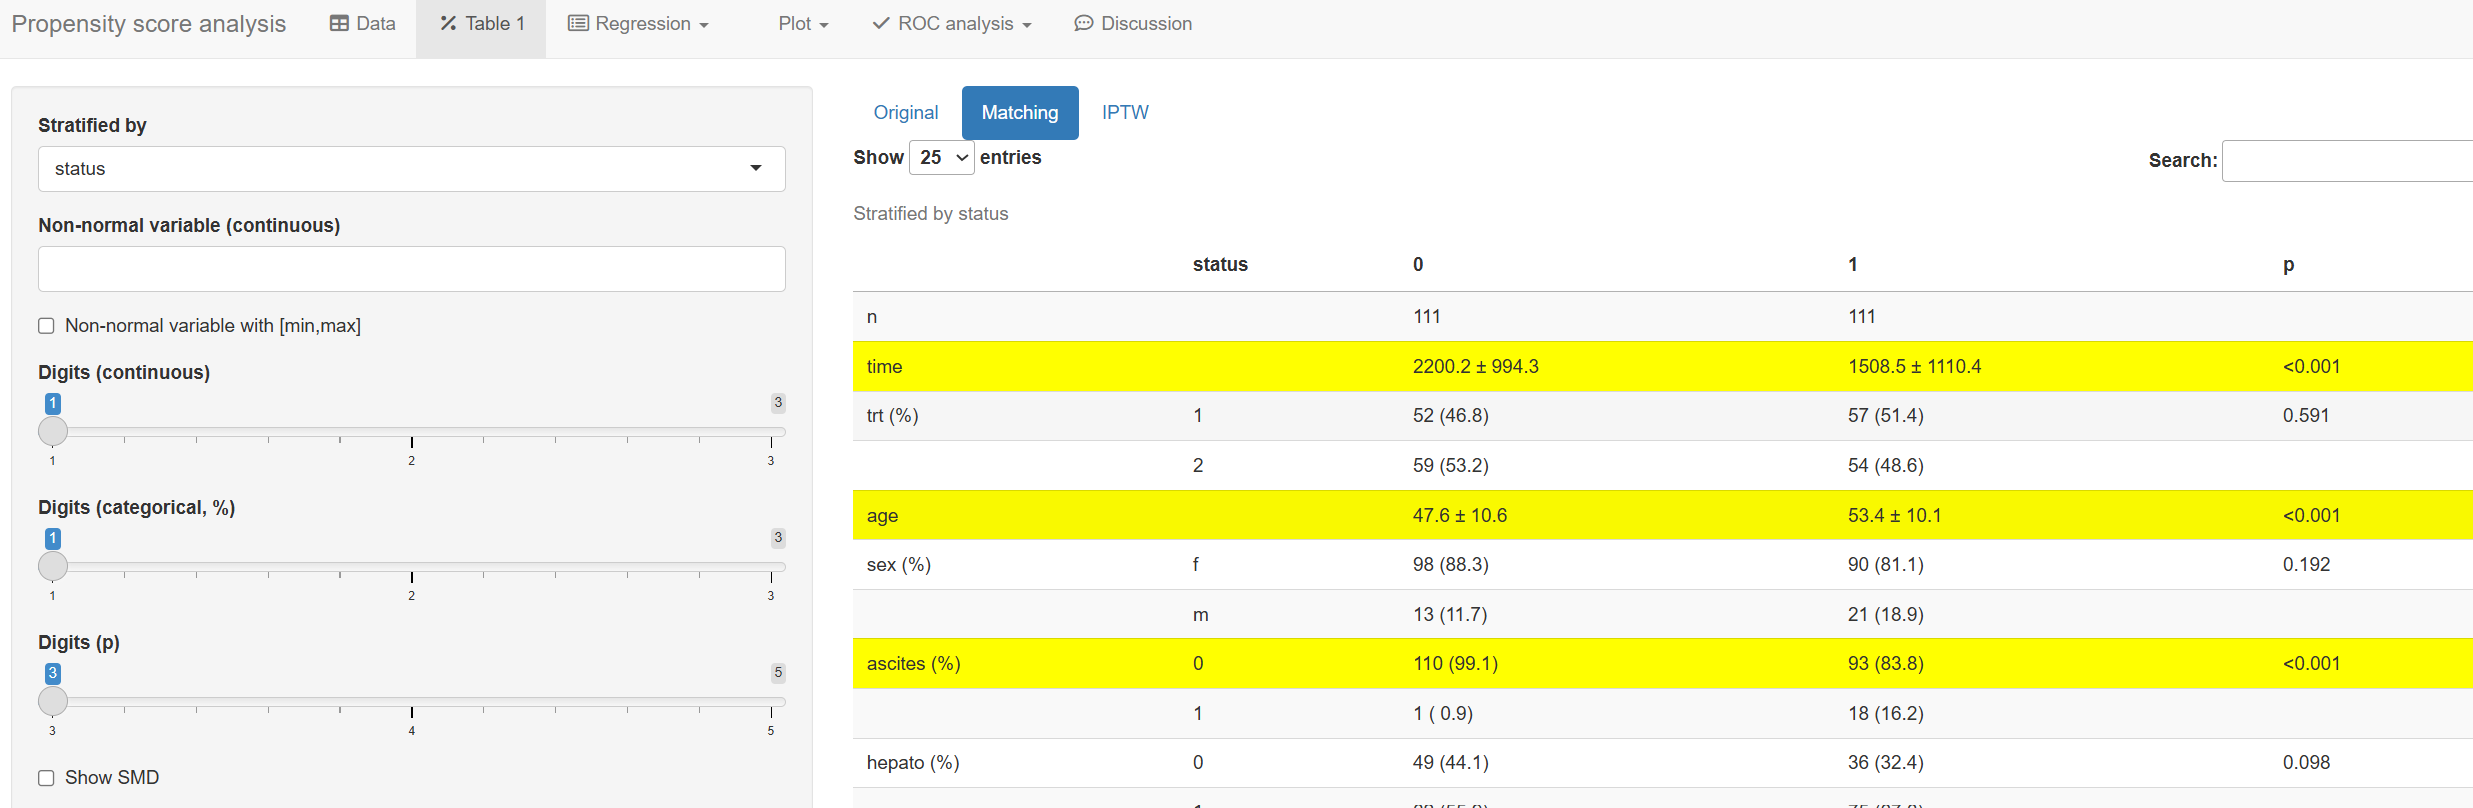 Propensity score analysis Data Table 1 Regression Plot ROC analysis Discussion
Stratified by
status
Non-normal variable (continuous)
Non-normal variable with [min,max]
Digits (continuous)
1 3
1 2 3
Digits (categorical, %)
1 3
1 2 3
Digits (p)
3 5
3 4 5
Show SMD
Original Matching IPTW
Show 25 entries Search:
Stratified by status
status 0 1 p
n 111 111
time 2200.2 ± 994.3 1508.5 ± 1110.4 <0.001
trt (%) 1 52 (46.8) 57 (51.4) 0.591
2 59 (53.2) 54 (48.6)
age 47.6 ± 10.6 53.4 ± 10.1 <0.001
sex (%) f 98 (88.3) 90 (81.1) 0.192
m 13 (11.7) 21 (18.9)
ascites (%) 0 110 (99.1) 93 (83.8) <0.001
1 1 ( 0.9) 18 (16.2)
hepato (%) 0 49 (44.1) 36 (32.4) 0.098